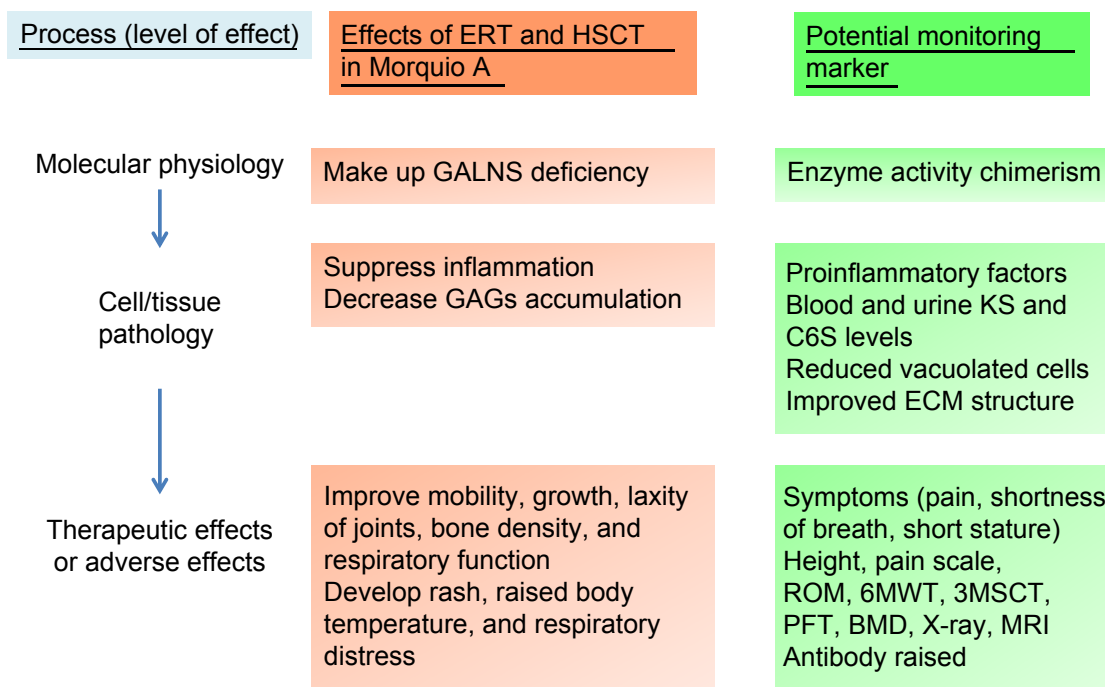 Process (level of effect)
Effects of ERT and HSCT
in Morquio A
Potential monitoring
marker
Molecular physiology
Make up GALNS deficiency
Enzyme activity chimerism
Cell/tissue
pathology
Suppress inflammation
Decrease GAGs accumulation
Proinflammatory factors
Blood and urine KS and
C6S levels
Reduced vacuolated cells
Improved ECM structure
Therapeutic effects
or adverse effects
Improve mobility, growth, laxity
of joints, bone density, and
respiratory function
Develop rash, raised body
temperature, and respiratory
distress
Symptoms (pain, shortness
of breath, short stature)
Height, pain scale,
ROM, 6MWT, 3MSCT,
PFT, BMD, X-ray, MRI
Antibody raised